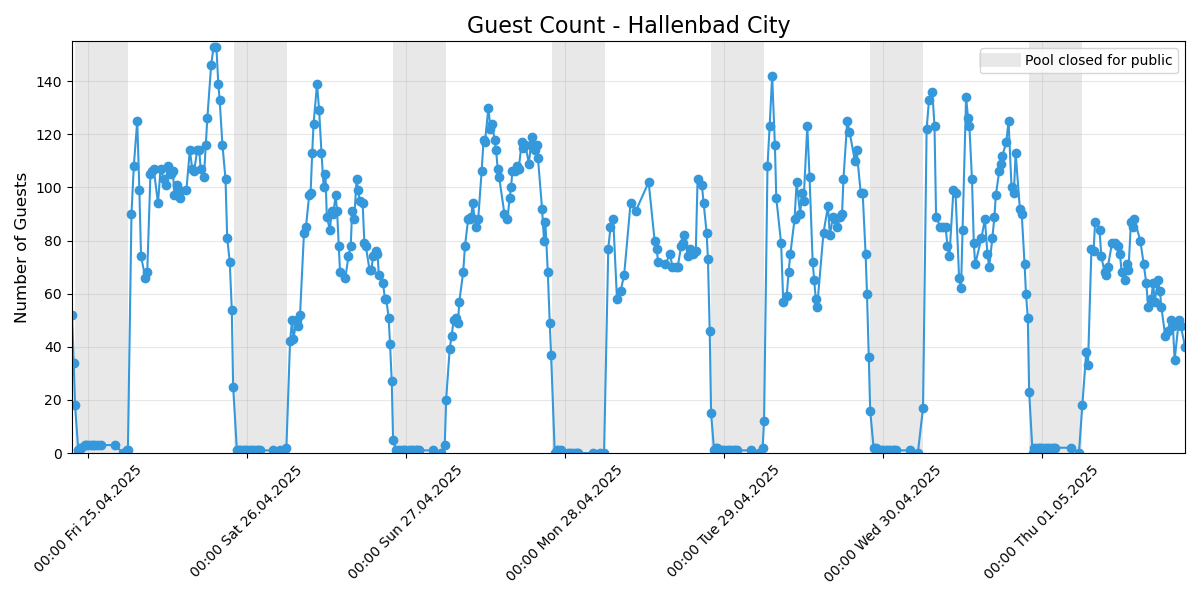 Guest Count - Hallenbad City
Pool closed for public
Number of Guests
140
120
100
80
60
40
20
0
00:00 Fri 25.04.2025
00:00 Sat 26.04.2025
00:00 Sun 27.04.2025
00:00 Mon 28.04.2025
00:00 Tue 29.04.2025
00:00 Wed 30.04.2025
00:00 Thu 01.05.2025